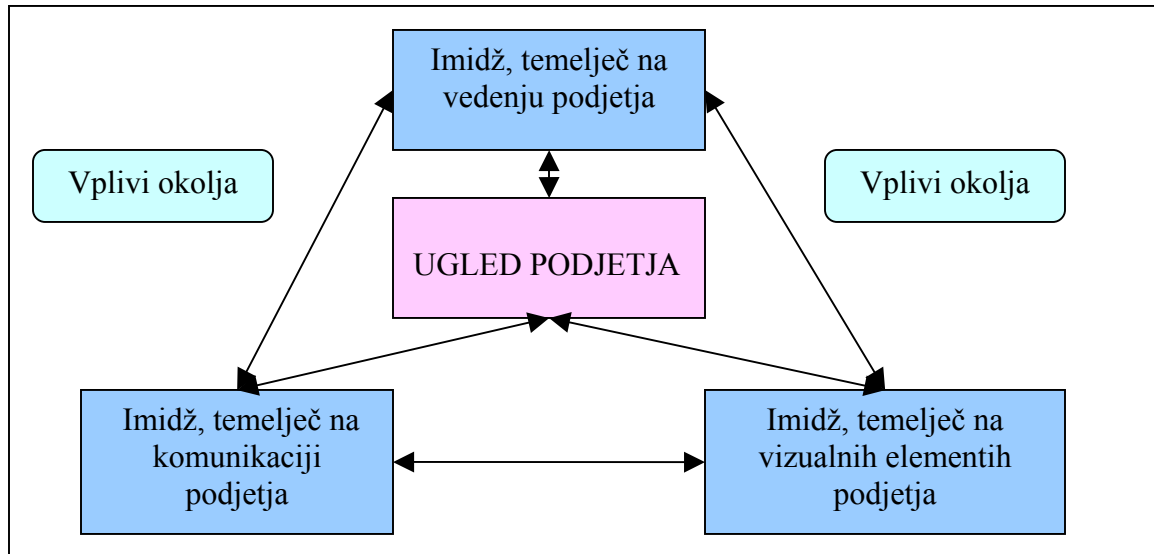 Imidž, temelječ na
vedenju podjetja
Vplivi okolja
Vplivi okolja
UGLED PODJETJA
Imidž, temelječ na
komunikaciji
podjetja
Imidž, temelječ na
vizualnih elementih
podjetja